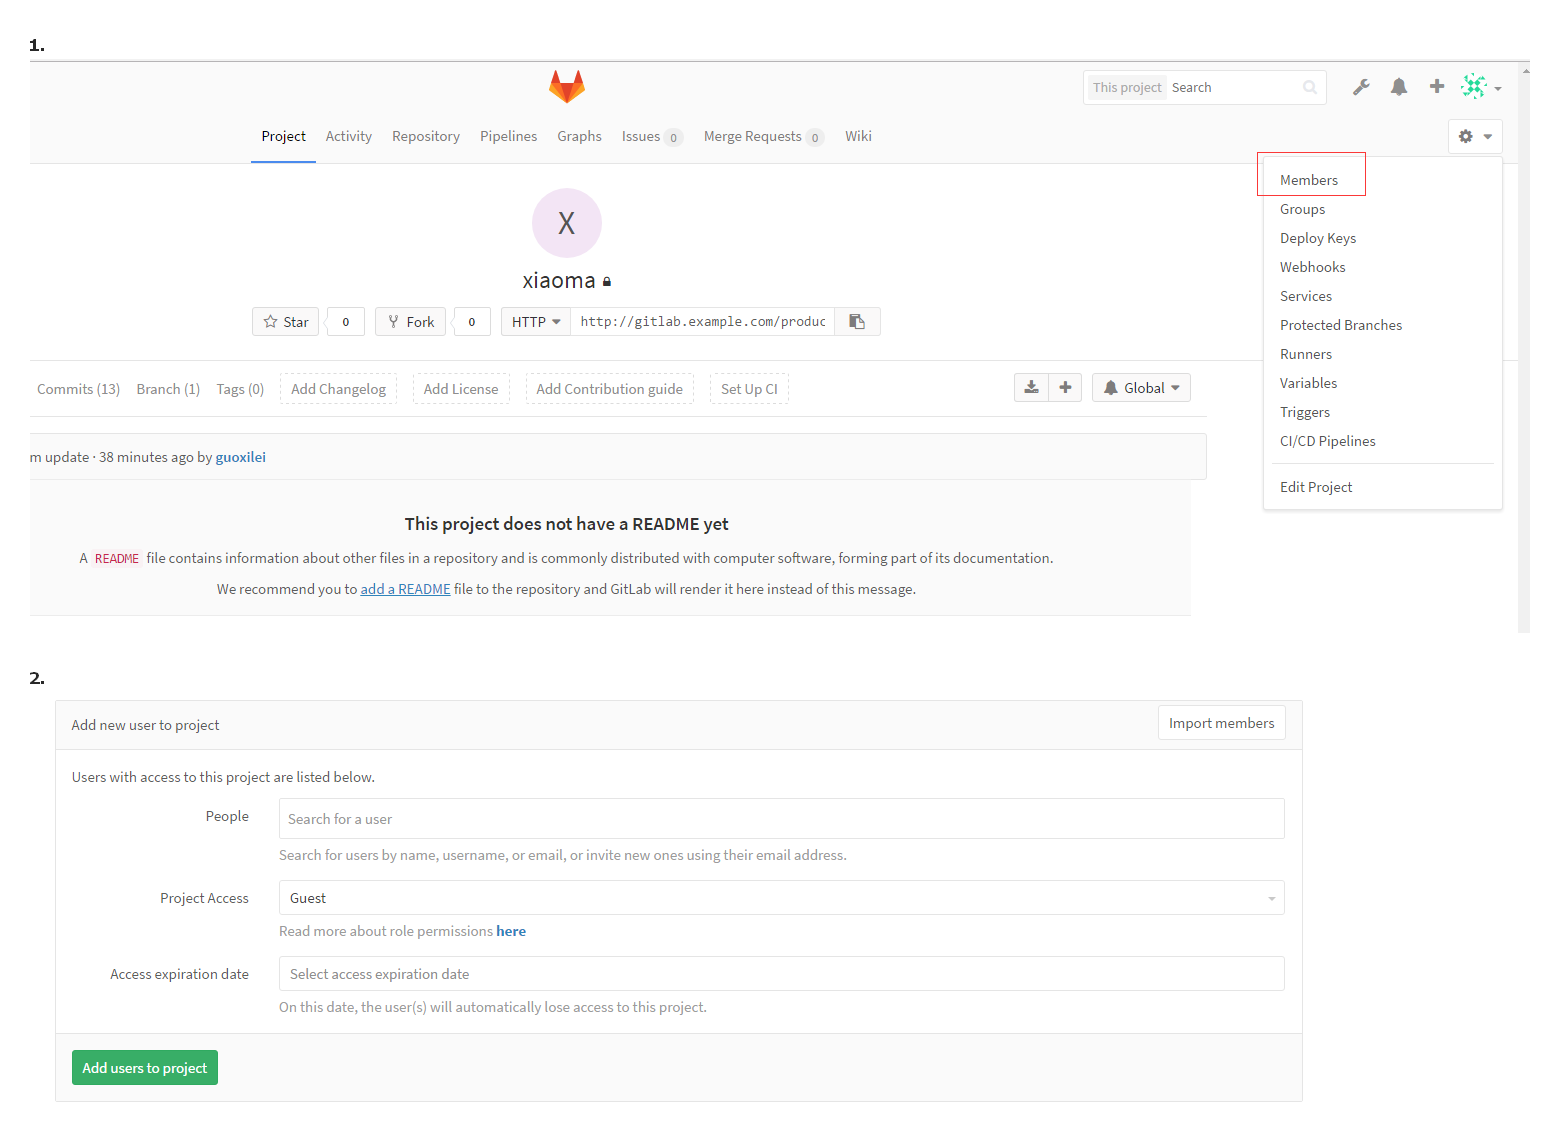 1.
This project Search
Project Activity Repository Pipelines Graphs Issues 0 Merge Requests 0 Wiki
Members
Groups
Deploy Keys
Webhooks
Services
Protected Branches
Runners
Variables
Triggers
CI/CD Pipelines
Edit Project
X
xiaoma
Star 0 Fork 0 HTTP http://gitlab.example.com/produc
Commits (13) Branch (1) Tags (0) Add Changelog Add License Add Contribution guide Set Up CI Global
m update · 38 minutes ago by guoxilei
This project does not have a README yet
A README file contains information about other files in a repository and is commonly distributed with computer software, forming part of its documentation.
We recommend you to add a README file to the repository and GitLab will render it here instead of this message.
2.
Add new user to project Import members
Users with access to this project are listed below.
People Search for a user
Search for users by name, username, or email, or invite new ones using their email address.
Project Access Guest
Read more about role permissions here
Access expiration date Select access expiration date
On this date, the user(s) will automatically lose access to this project.
Add users to project